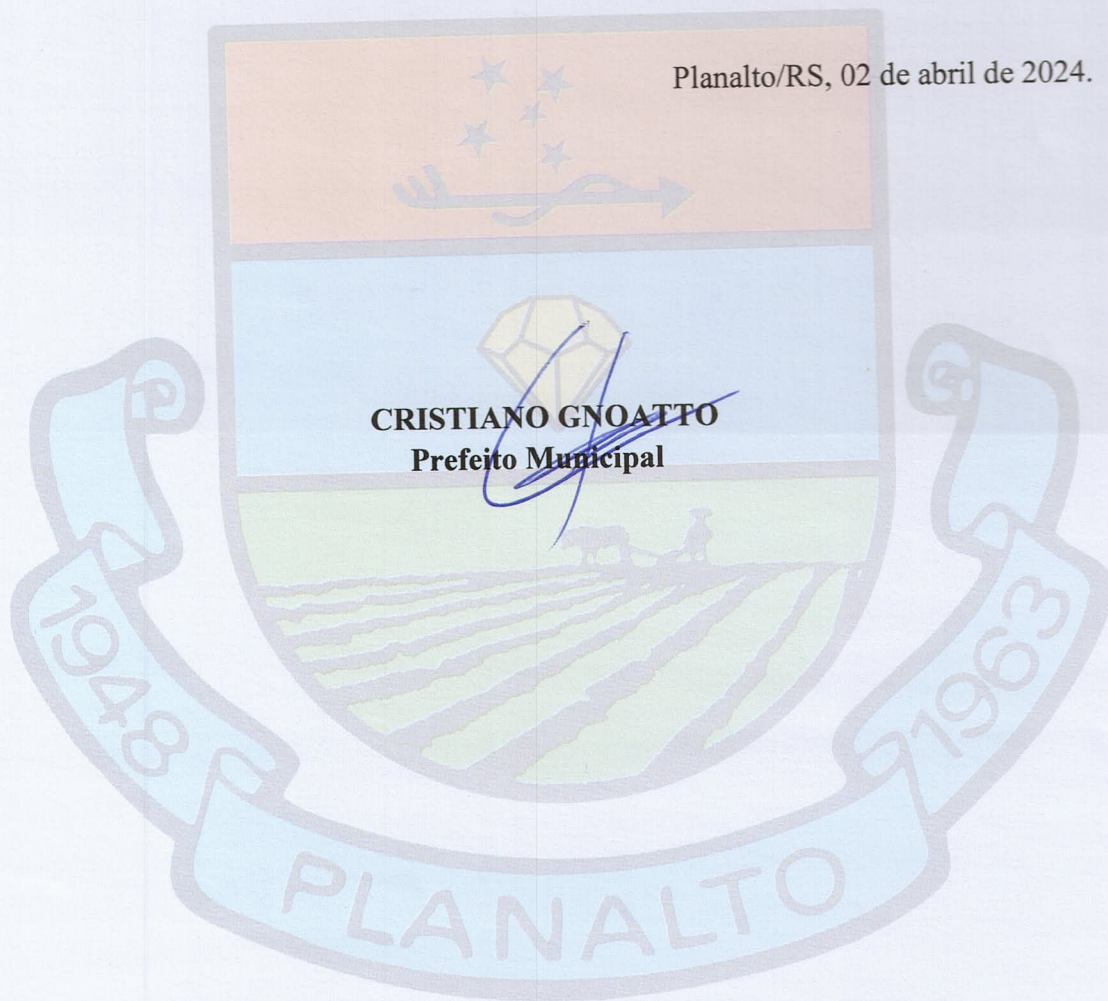 Planalto/RS, 02 de abril de 2024.
CRISTIANO GNOATTO
Prefeito Municipal
1948
1963
PLANALTO